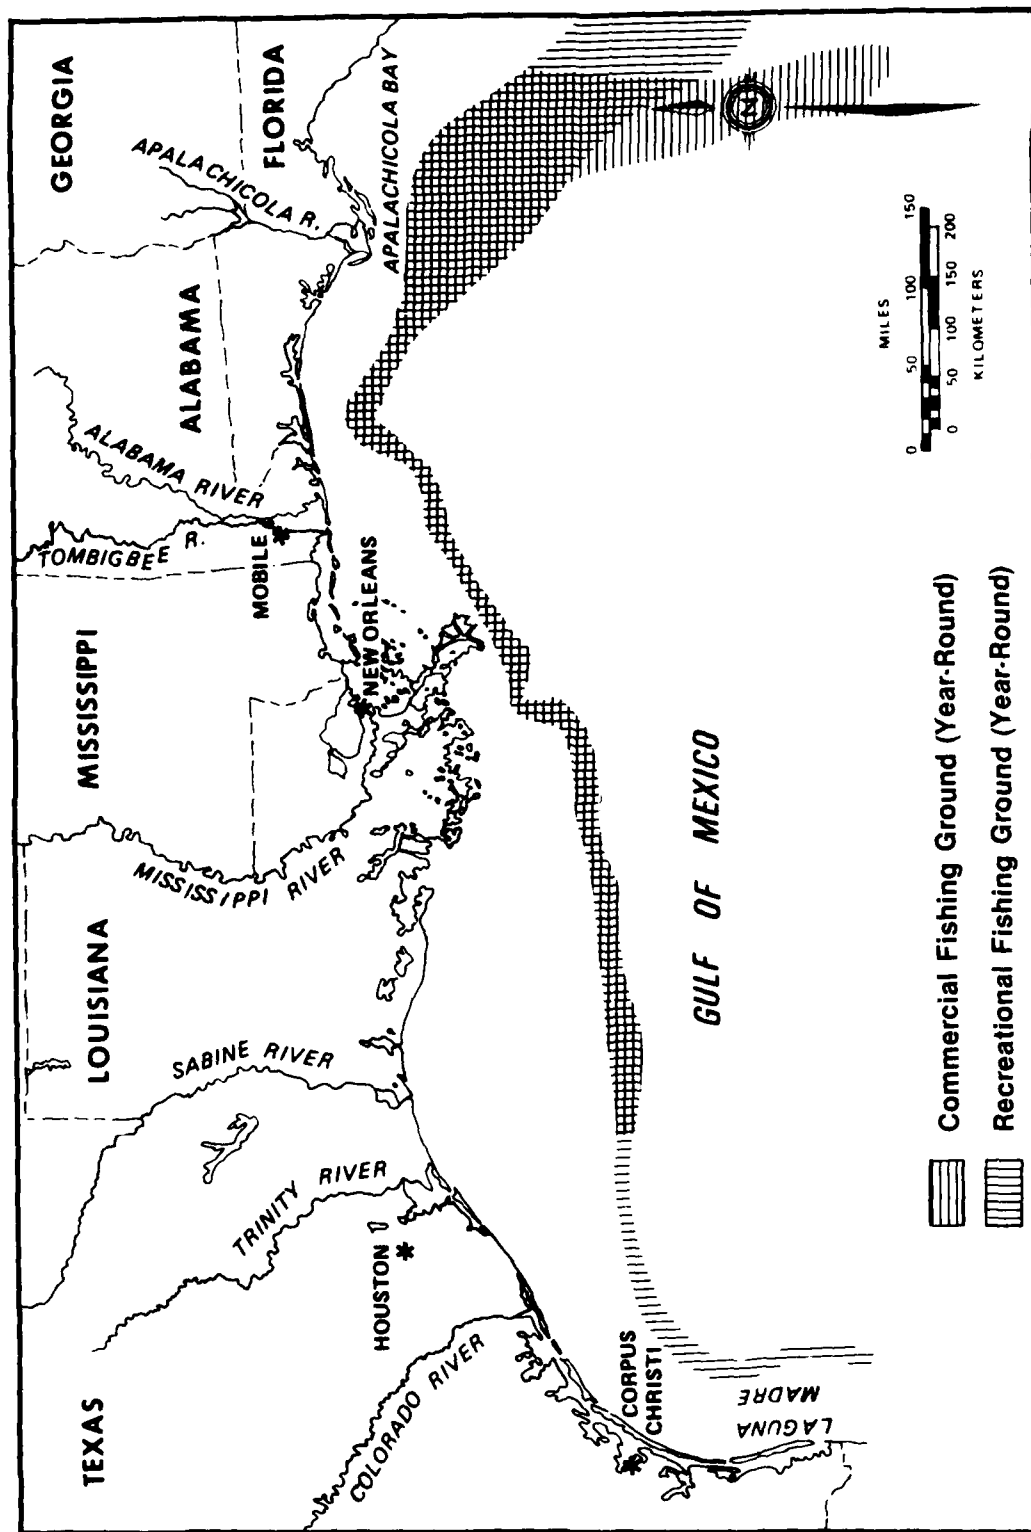 TEXAS
LOUISIANA
MISSISSIPPI
ALABAMA
GEORGIA
FLORIDA
COLORADO RIVER
TRINITY RIVER
SABINE RIVER
MISSISSIPPI
RIVER
TOMBIGBEE R.
ALABAMA RIVER
APALACHICOLA R.
HOUSTON
NEW ORLEANS
MOBILE
CORPUS
CHRISTI
LAGUNA
MADRE
APALACHICOLA BAY
GULF OF MEXICO
N
MILES
0 50 100 150
0 50 100 150 200
KILOMETERS
Commercial Fishing Ground (Year-Round)
Recreational Fishing Ground (Year-Round)